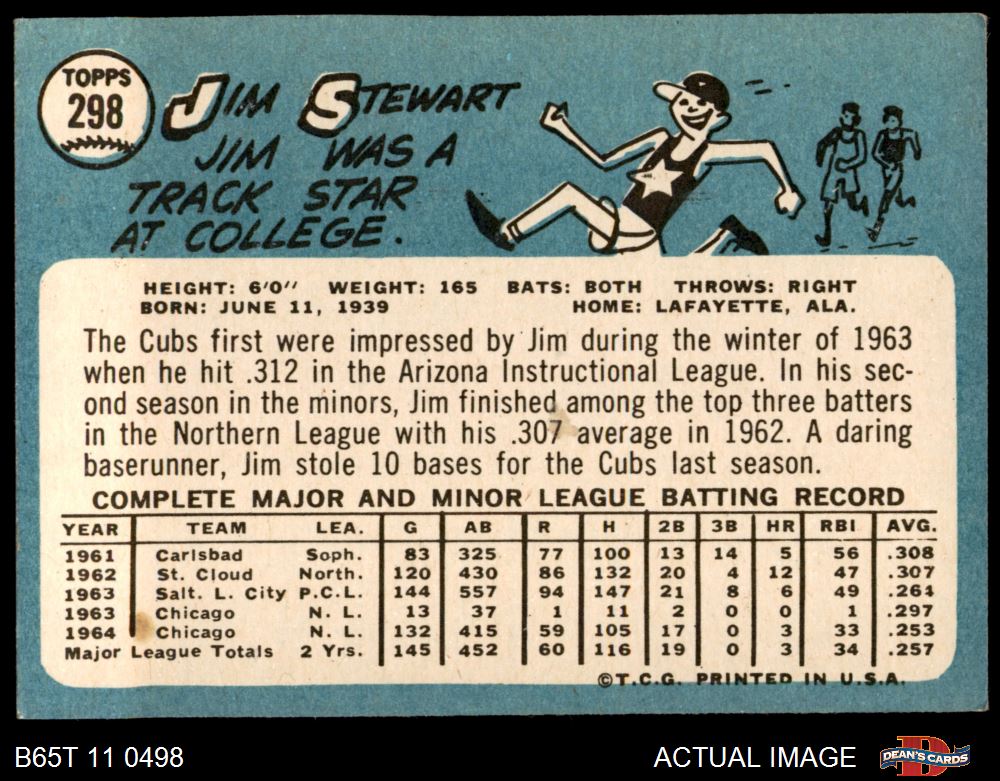 TOPPS
298
JIM STEWART
JIM WAS A
TRACK STAR
AT COLLEGE.
HEIGHT: 6'0" WEIGHT: 165 BATS: BOTH THROWS: RIGHT
BORN: JUNE 11, 1939 HOME: LAFAYETTE, ALA.
The Cubs first were impressed by Jim during the winter of 1963
when he hit .312 in the Arizona Instructional League. In his sec-
ond season in the minors, Jim finished among the top three batters
in the Northern League with his .307 average in 1962. A daring
baserunner, Jim stole 10 bases for the Cubs last season.
COMPLETE MAJOR AND MINOR LEAGUE BATTING RECORD
YEAR TEAM LEA. G AB R H 2B 3B HR RBI AVG.
1961 Carlsbad Soph. 83 325 77 100 13 14 5 56 .308
1962 St. Cloud North. 120 430 86 132 20 4 12 47 .307
1963 Salt. L. City P.C.L. 144 557 94 147 21 8 6 49 .264
1963 Chicago N. L. 13 37 1 11 2 0 0 1 .297
1964 Chicago N. L. 132 415 59 105 17 0 3 33 .253
Major League Totals 2 Yrs. 145 452 60 116 19 0 3 34 .257
©T.C.G. PRINTED IN U.S.A.
B65T 11 0498 ACTUAL IMAGE DEAN'S CARDS